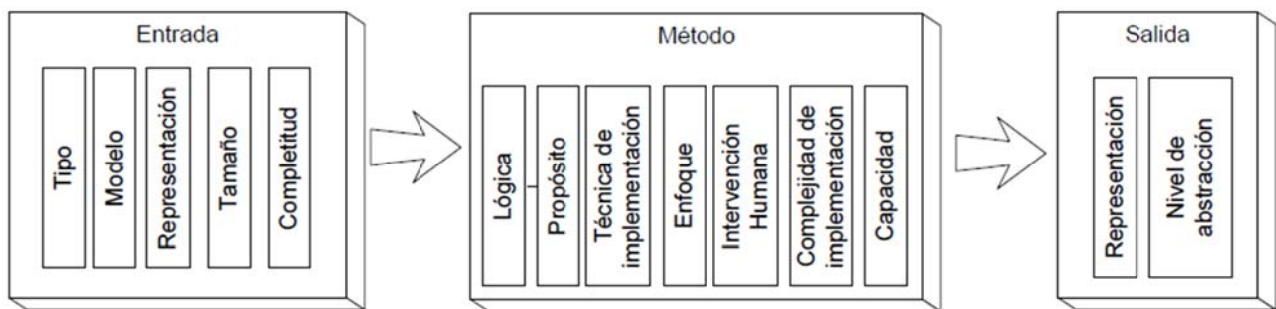 Entrada
Tipo
Modelo
Representación
Tamaño
Completitud
Método
Lógica
Propósito
Técnica de
implementación
Enfoque
Intervención
Humana
Complejidad de
implementación
Capacidad
Salida
Representación
Nivel de
abstracción